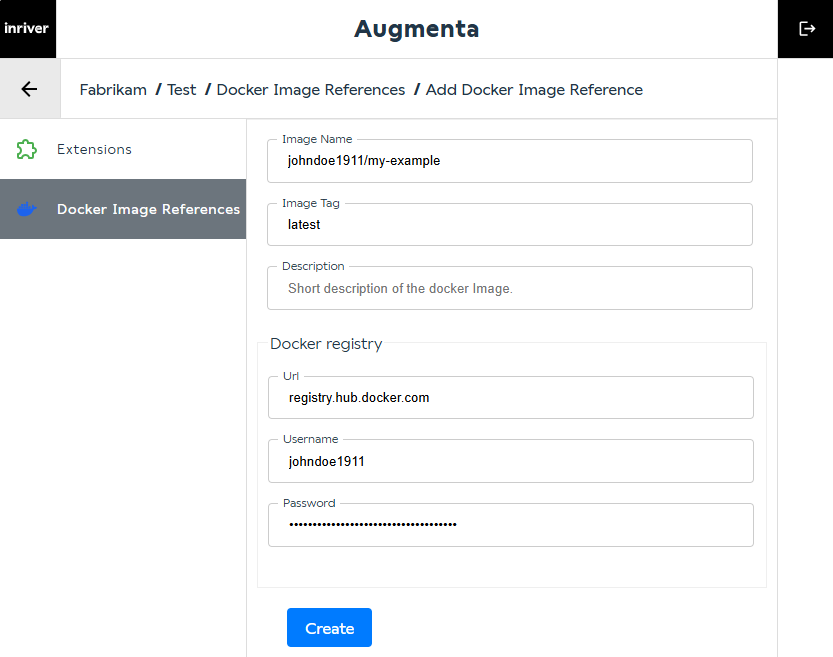 inriver
Augmenta
Fabrikam / Test / Docker Image References / Add Docker Image Reference
Extensions
Docker Image References
Image Name
johndoe1911/my-example
Image Tag
latest
Description
Short description of the docker Image.
Docker registry
Url
registry.hub.docker.com
Username
johndoe1911
Password
••••••••••••••••••••••••••••••••••••
Create